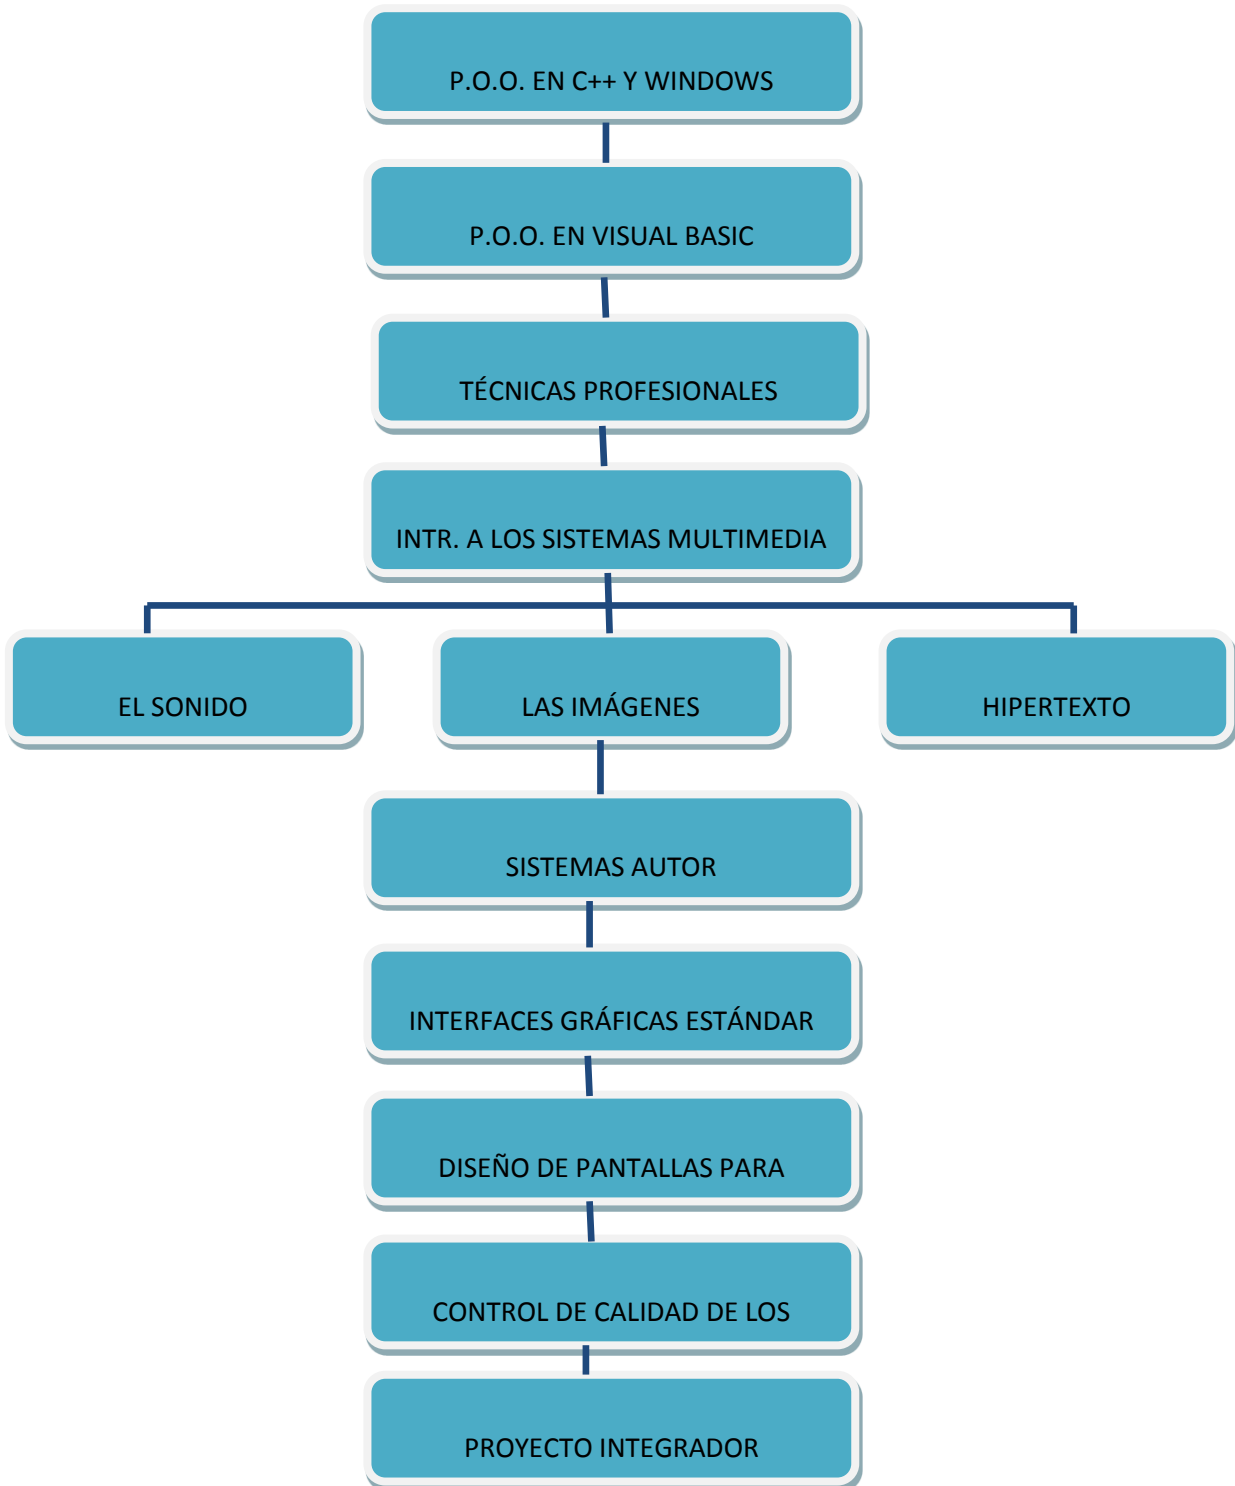 P.O.O. EN C++ Y WINDOWS
P.O.O. EN VISUAL BASIC
TÉCNICAS PROFESIONALES
INTR. A LOS SISTEMAS MULTIMEDIA
EL SONIDO
LAS IMÁGENES
HIPERTEXTO
SISTEMAS AUTOR
INTERFACES GRÁFICAS ESTÁNDAR
DISEÑO DE PANTALLAS PARA
CONTROL DE CALIDAD DE LOS
PROYECTO INTEGRADOR